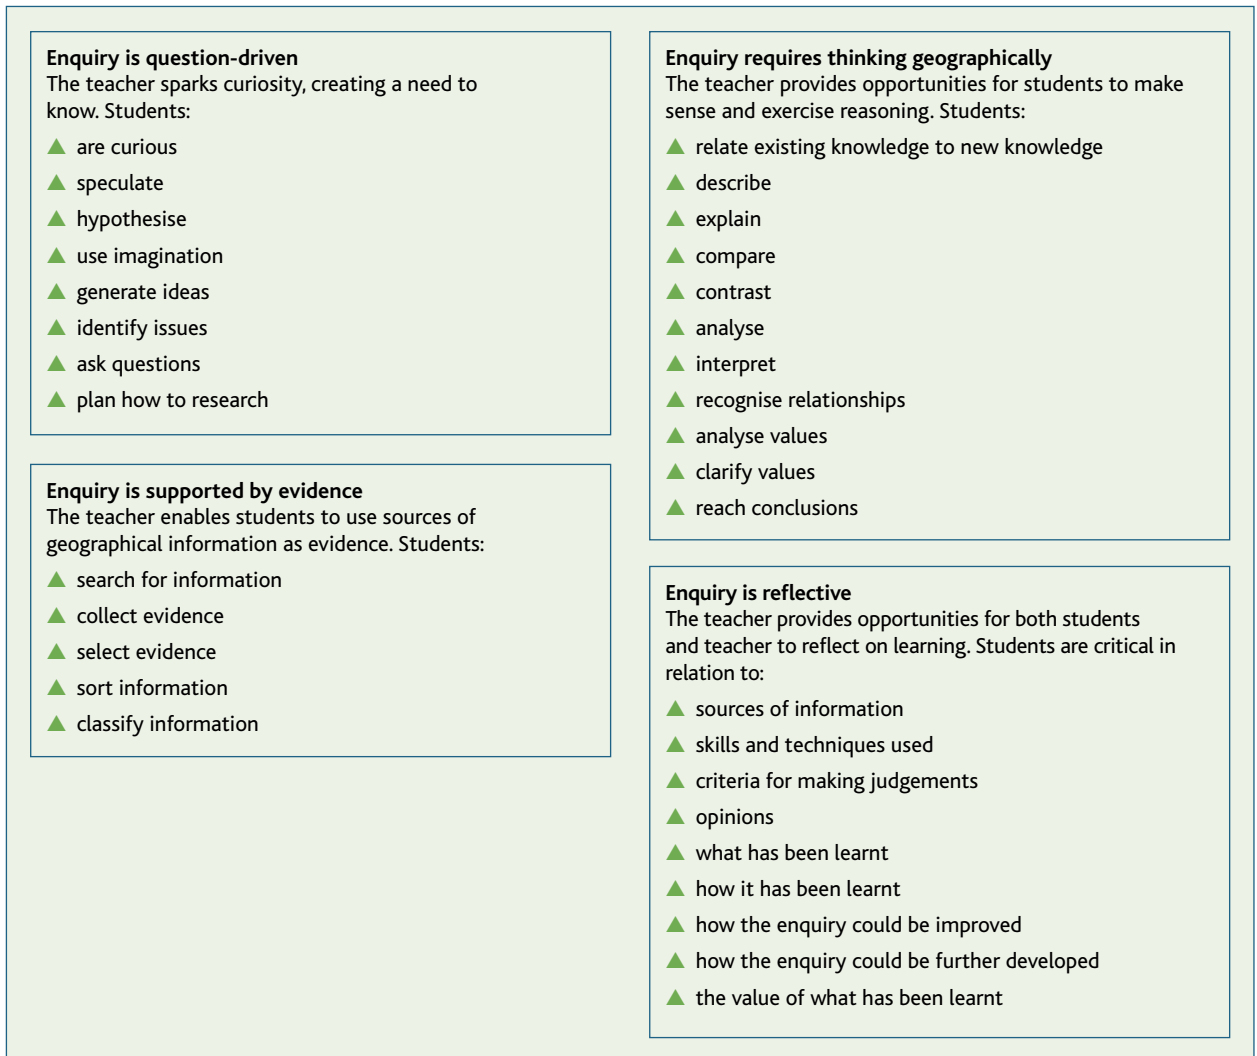 Enquiry is question-driven
The teacher sparks curiosity, creating a need to
know. Students:
are curious
speculate
hypothesise
use imagination
generate ideas
identify issues
ask questions
plan how to research
Enquiry is supported by evidence
The teacher enables students to use sources of
geographical information as evidence. Students:
search for information
collect evidence
select evidence
sort information
classify information
Enquiry requires thinking geographically
The teacher provides opportunities for students to make
sense and exercise reasoning. Students:
relate existing knowledge to new knowledge
describe
explain
compare
contrast
analyse
interpret
recognise relationships
analyse values
clarify values
reach conclusions
Enquiry is reflective
The teacher provides opportunities for both students
and teacher to reflect on learning. Students are critical in
relation to:
sources of information
skills and techniques used
criteria for making judgements
opinions
what has been learnt
how it has been learnt
how the enquiry could be improved
how the enquiry could be further developed
the value of what has been learnt